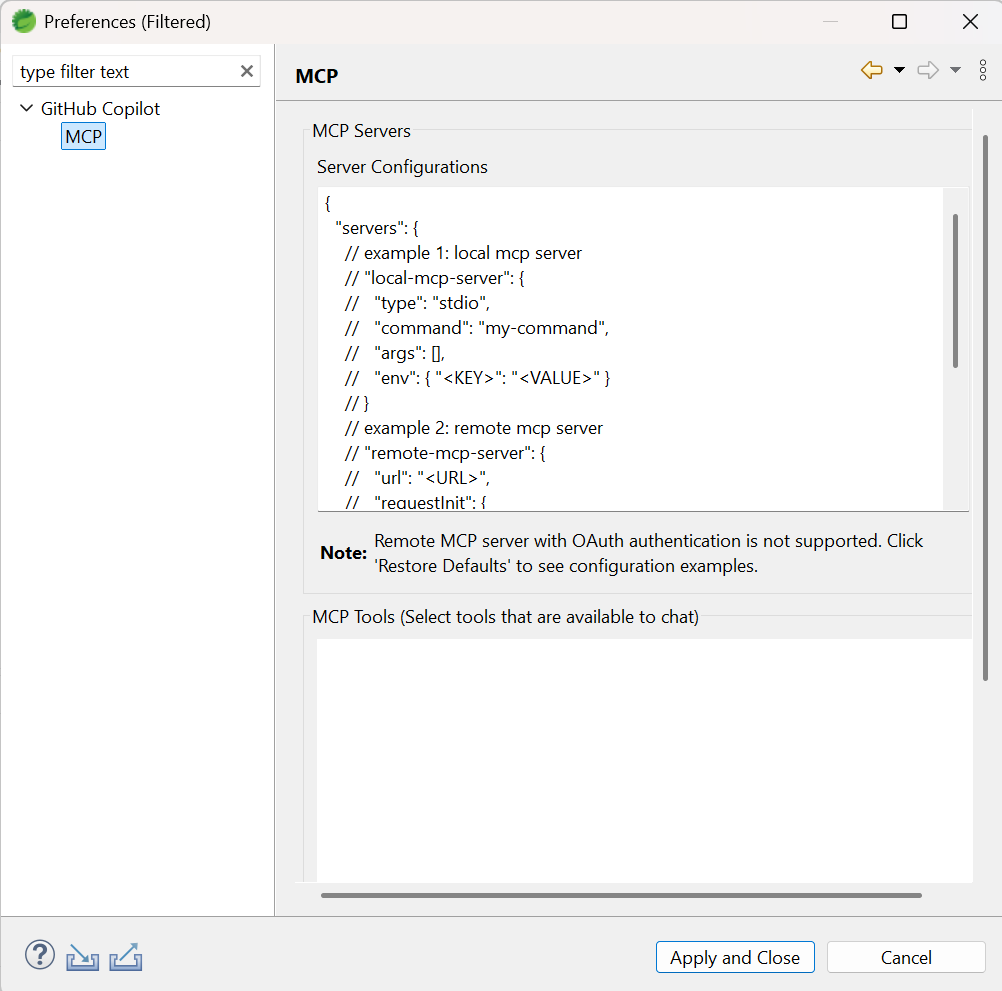 Preferences (Filtered)
type filter text
GitHub Copilot
MCP
MCP
MCP Servers
Server Configurations
{
"servers": {
// example 1: local mcp server
// "local-mcp-server": {
//   "type": "stdio",
//   "command": "my-command",
//   "args": [],
//   "env": { "<KEY>": "<VALUE>" }
// }
// example 2: remote mcp server
// "remote-mcp-server": {
//   "url": "<URL>",
//   "requestInit": {
Note: Remote MCP server with OAuth authentication is not supported. Click
'Restore Defaults' to see configuration examples.
MCP Tools (Select tools that are available to chat)
?
Apply and Close
Cancel